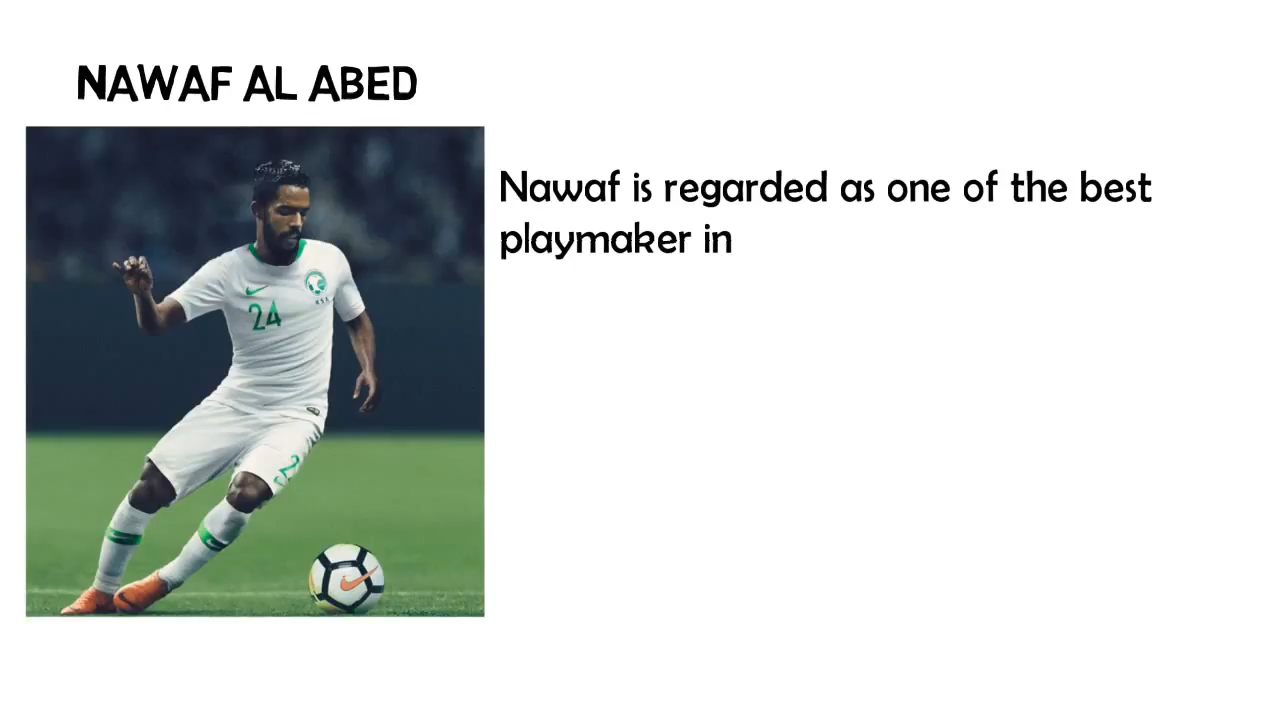 NAWAF AL ABED
Nawaf is regarded as one of the best
playmaker in
24